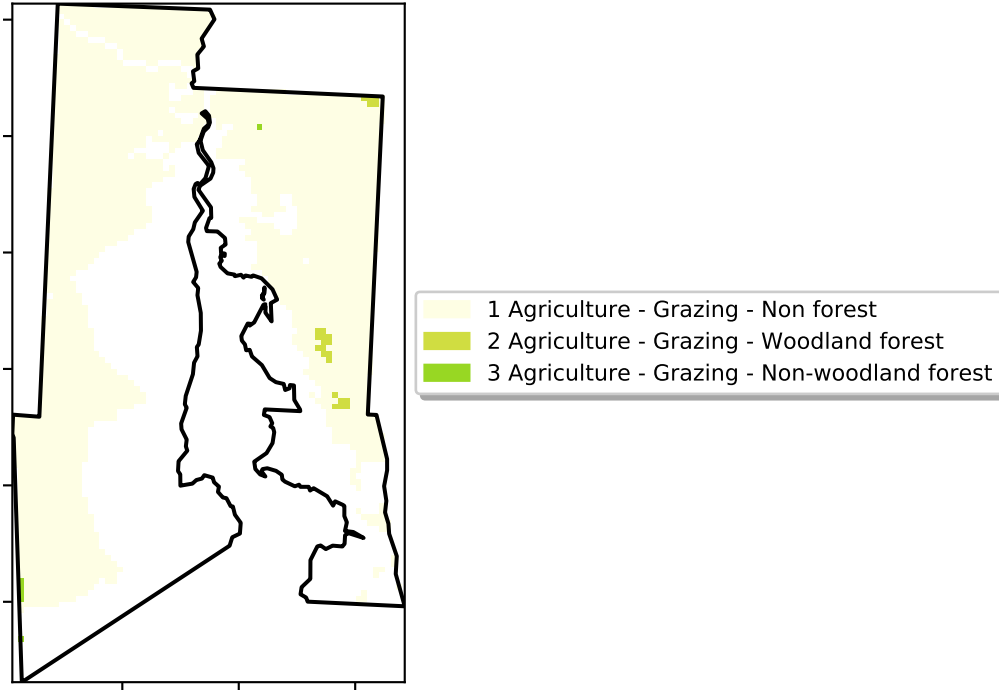 1 Agriculture - Grazing - Non forest
2 Agriculture - Grazing - Woodland forest
3 Agriculture - Grazing - Non-woodland forest